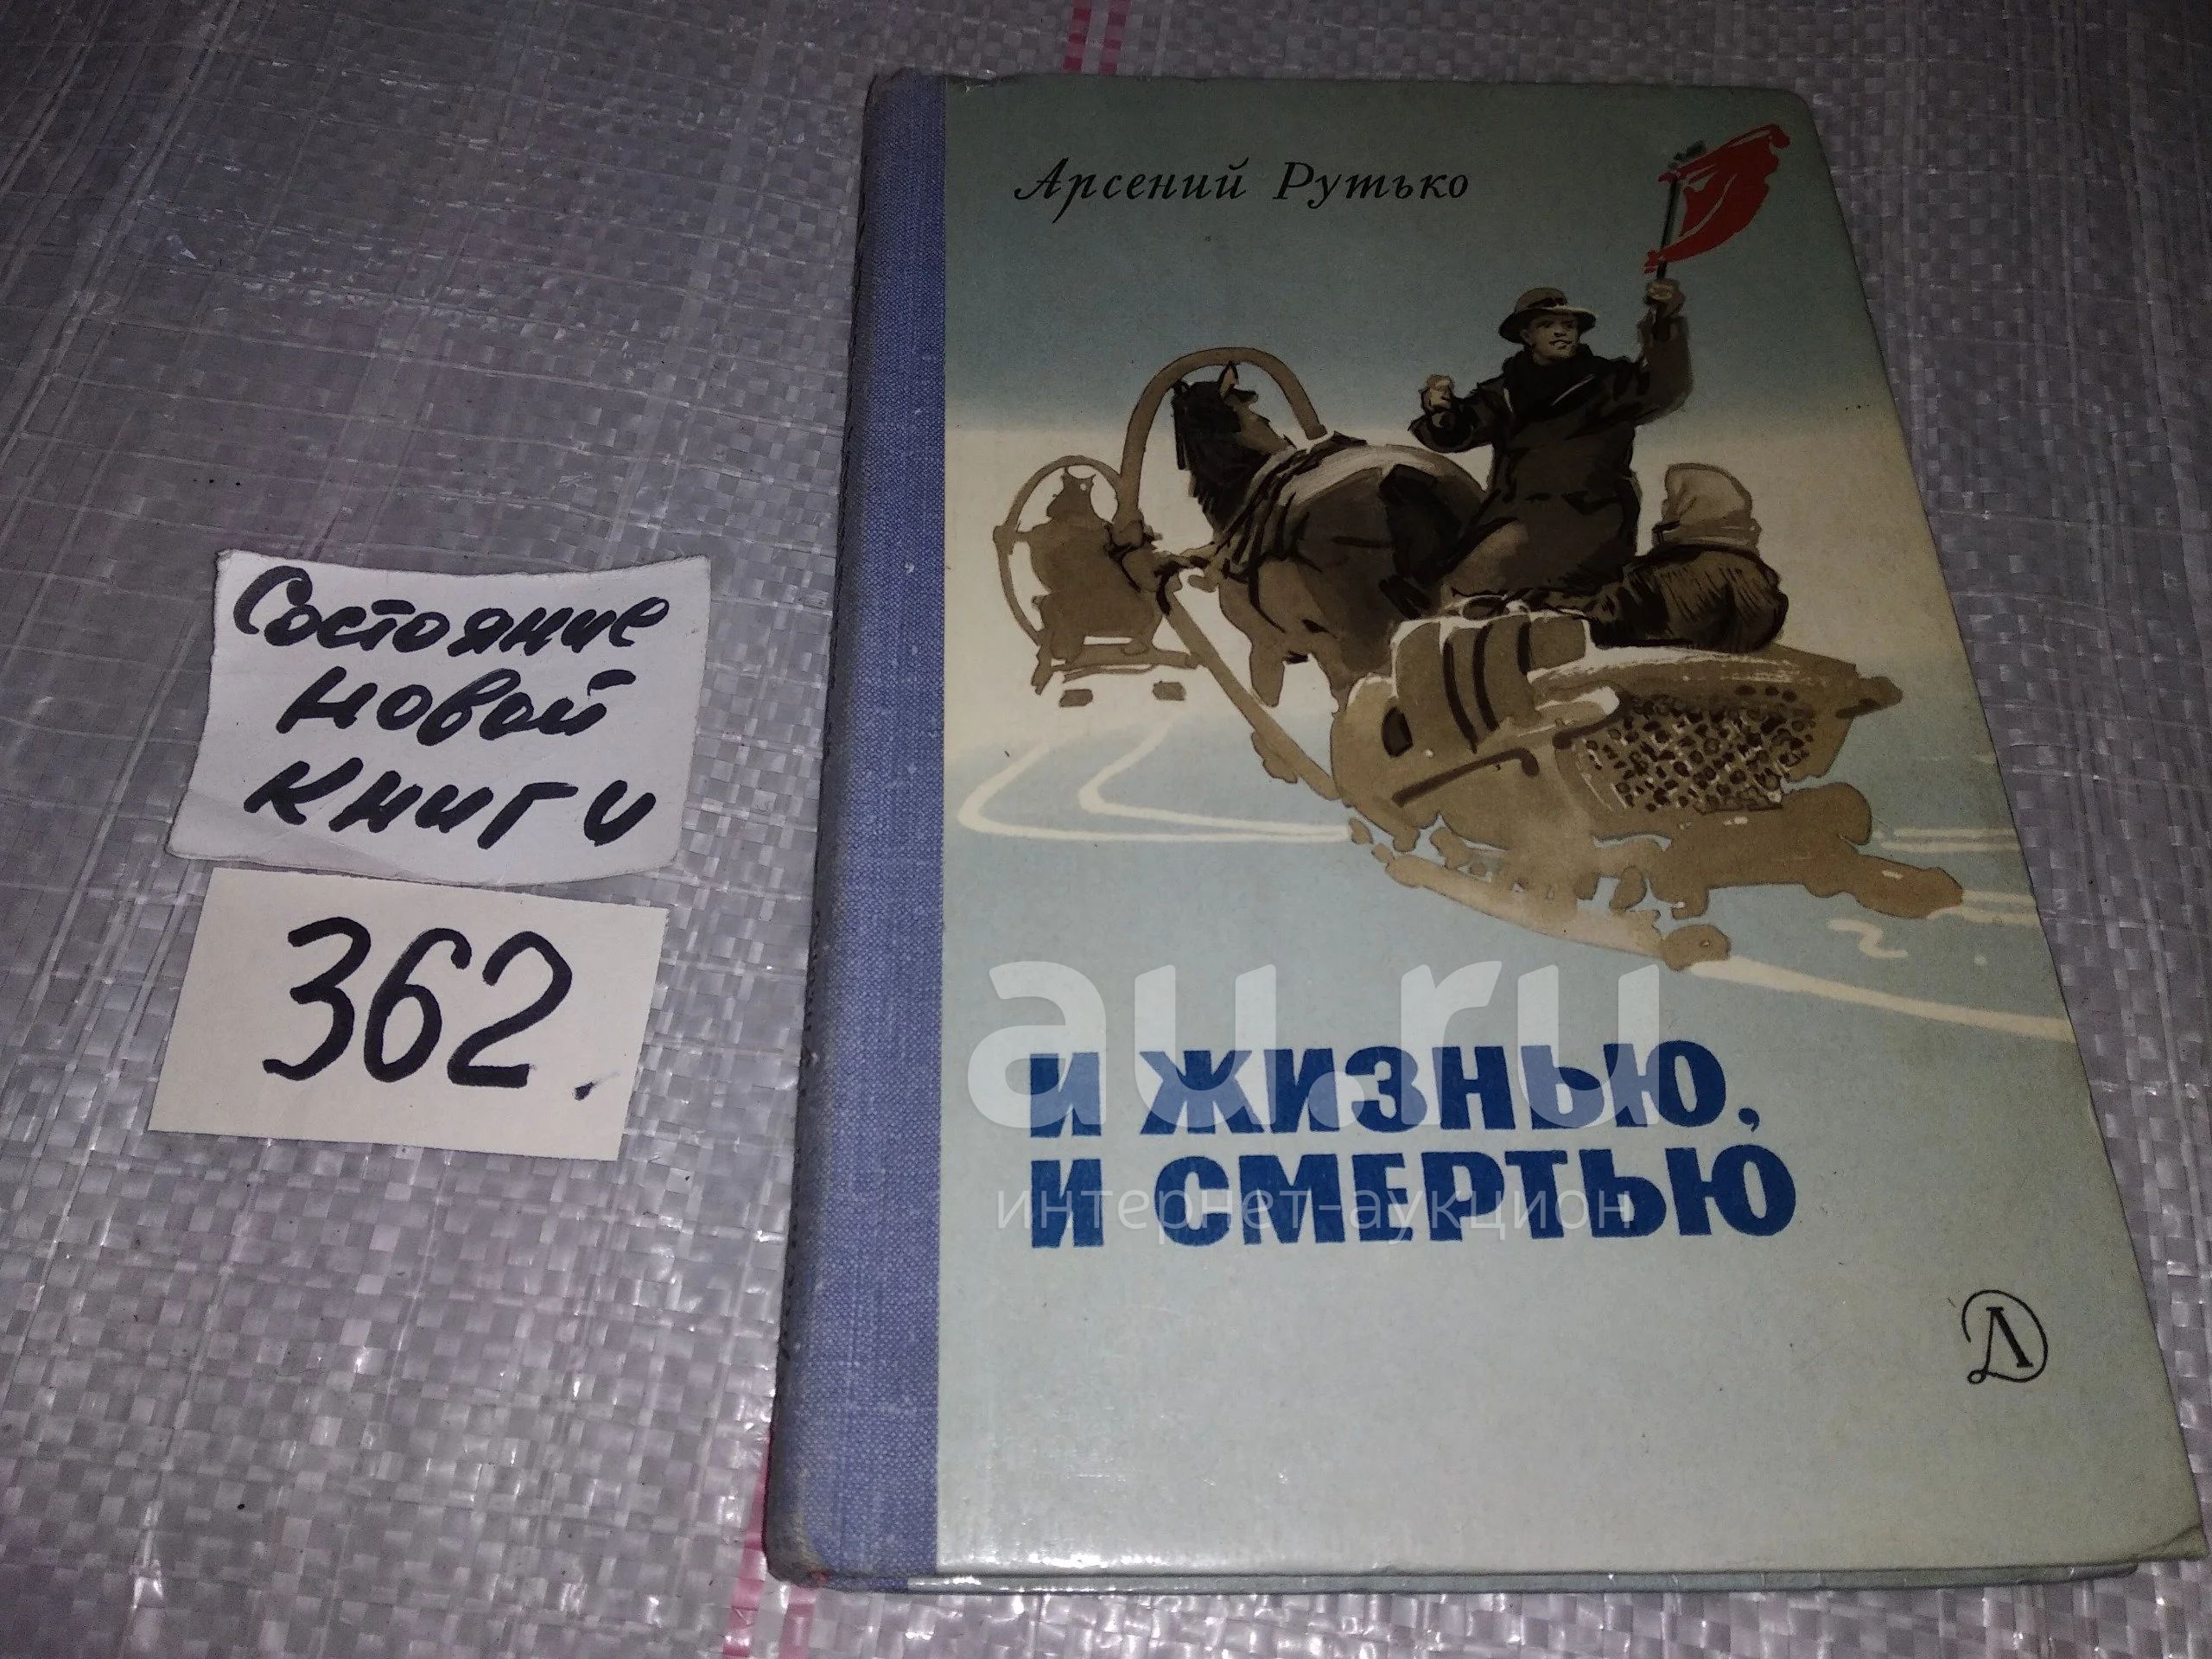 Арсений Рутько
Состояние
новой
книги
362.
au.ru
И ЖИЗНЬЮ,
И СМЕРТЬЮ
интернет-аукцион
Д